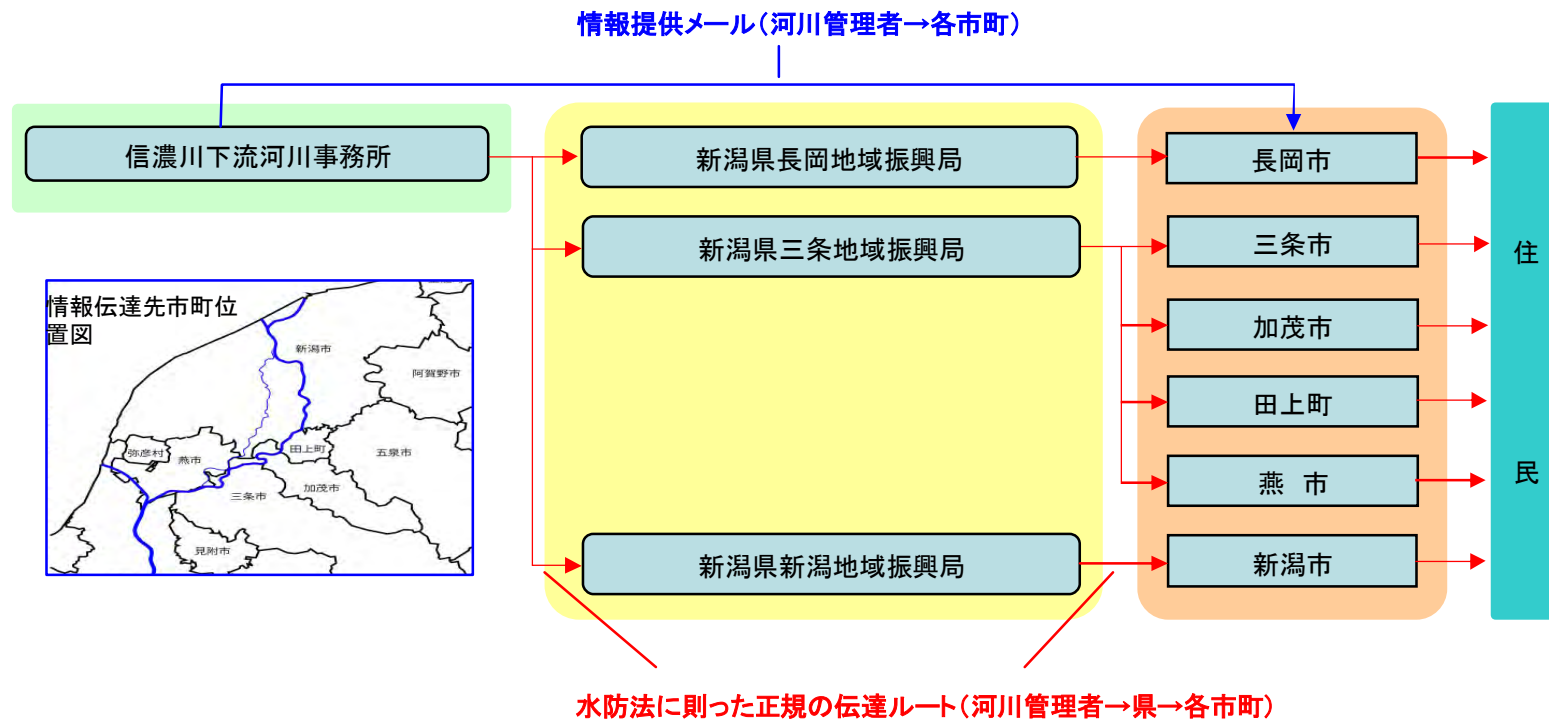 情報提供メール（河川管理者→各市町）
信濃川下流河川事務所
新潟県長岡地域振興局
長岡市
新潟県三条地域振興局
三条市
加茂市
田上町
燕　市
新潟県新潟地域振興局
新潟市
住
民
情報伝達先市町位
置図
新潟市
阿賀野市
弥彦村
燕市
田上町
五泉市
三条市
加茂市
見附市
水防法に則った正規の伝達ルート（河川管理者→県→各市町）